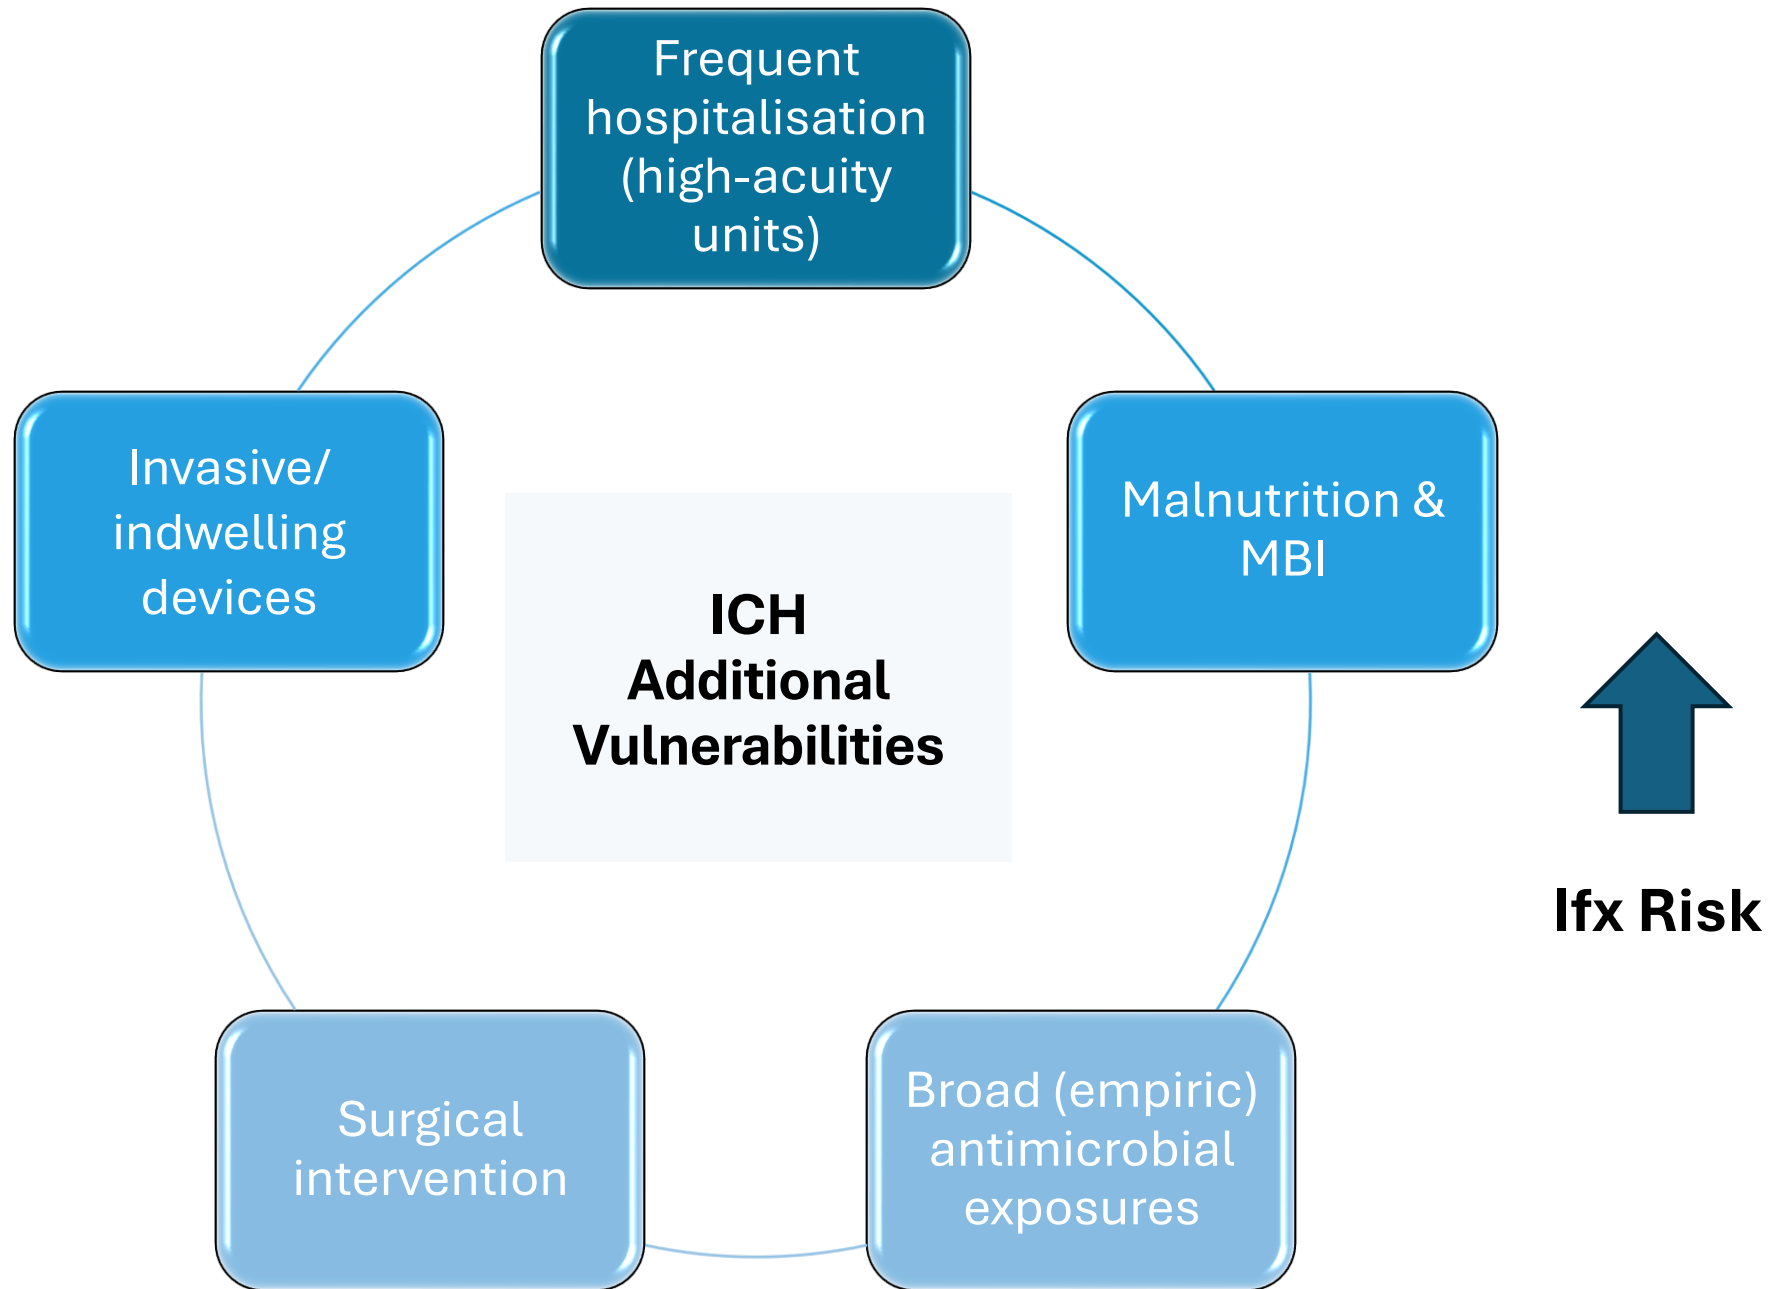 Frequent
hospitalisation
(high-acuity
units)
Invasive/
indwelling
devices
Malnutrition &
MBI
ICH
Additional
Vulnerabilities
Ifx Risk
Surgical
intervention
Broad (empiric)
antimicrobial
exposures